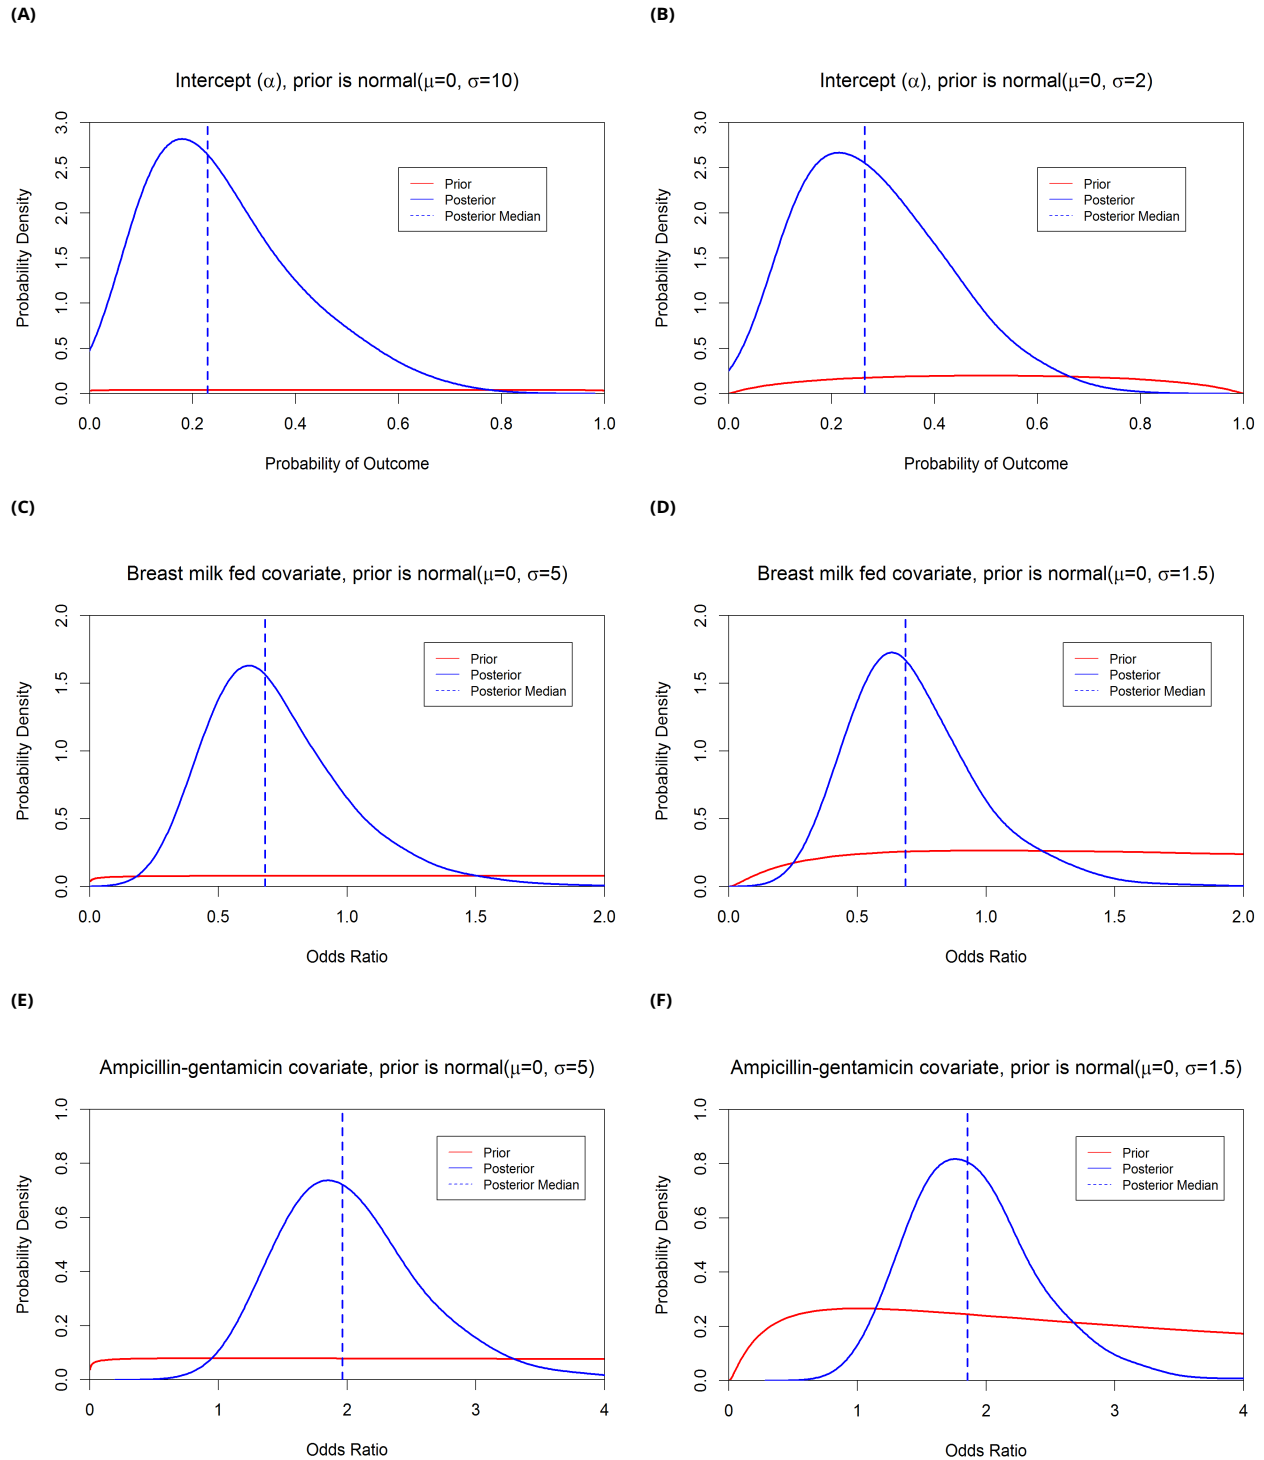 (A)
Intercept (α), prior is normal(μ=0, σ=10)
Probability Density
0.0 0.5 1.0 1.5 2.0 2.5 3.0
Prior
Posterior
Posterior Median
0.0 0.2 0.4 0.6 0.8 1.0
Probability of Outcome
(B)
Intercept (α), prior is normal(μ=0, σ=2)
Probability Density
0.0 0.5 1.0 1.5 2.0 2.5 3.0
Prior
Posterior
Posterior Median
0.0 0.2 0.4 0.6 0.8 1.0
Probability of Outcome
(C)
Breast milk fed covariate, prior is normal(μ=0, σ=5)
Probability Density
0.0 0.5 1.0 1.5 2.0
Prior
Posterior
Posterior Median
0.0 0.5 1.0 1.5 2.0
Odds Ratio
(D)
Breast milk fed covariate, prior is normal(μ=0, σ=1.5)
Probability Density
0.0 0.5 1.0 1.5 2.0
Prior
Posterior
Posterior Median
0.0 0.5 1.0 1.5 2.0
Odds Ratio
(E)
Ampicillin-gentamicin covariate, prior is normal(μ=0, σ=5)
Probability Density
0.0 0.2 0.4 0.6 0.8 1.0
Prior
Posterior
Posterior Median
0 1 2 3 4
Odds Ratio
(F)
Ampicillin-gentamicin covariate, prior is normal(μ=0, σ=1.5)
Probability Density
0.0 0.2 0.4 0.6 0.8 1.0
Prior
Posterior
Posterior Median
0 1 2 3 4
Odds Ratio